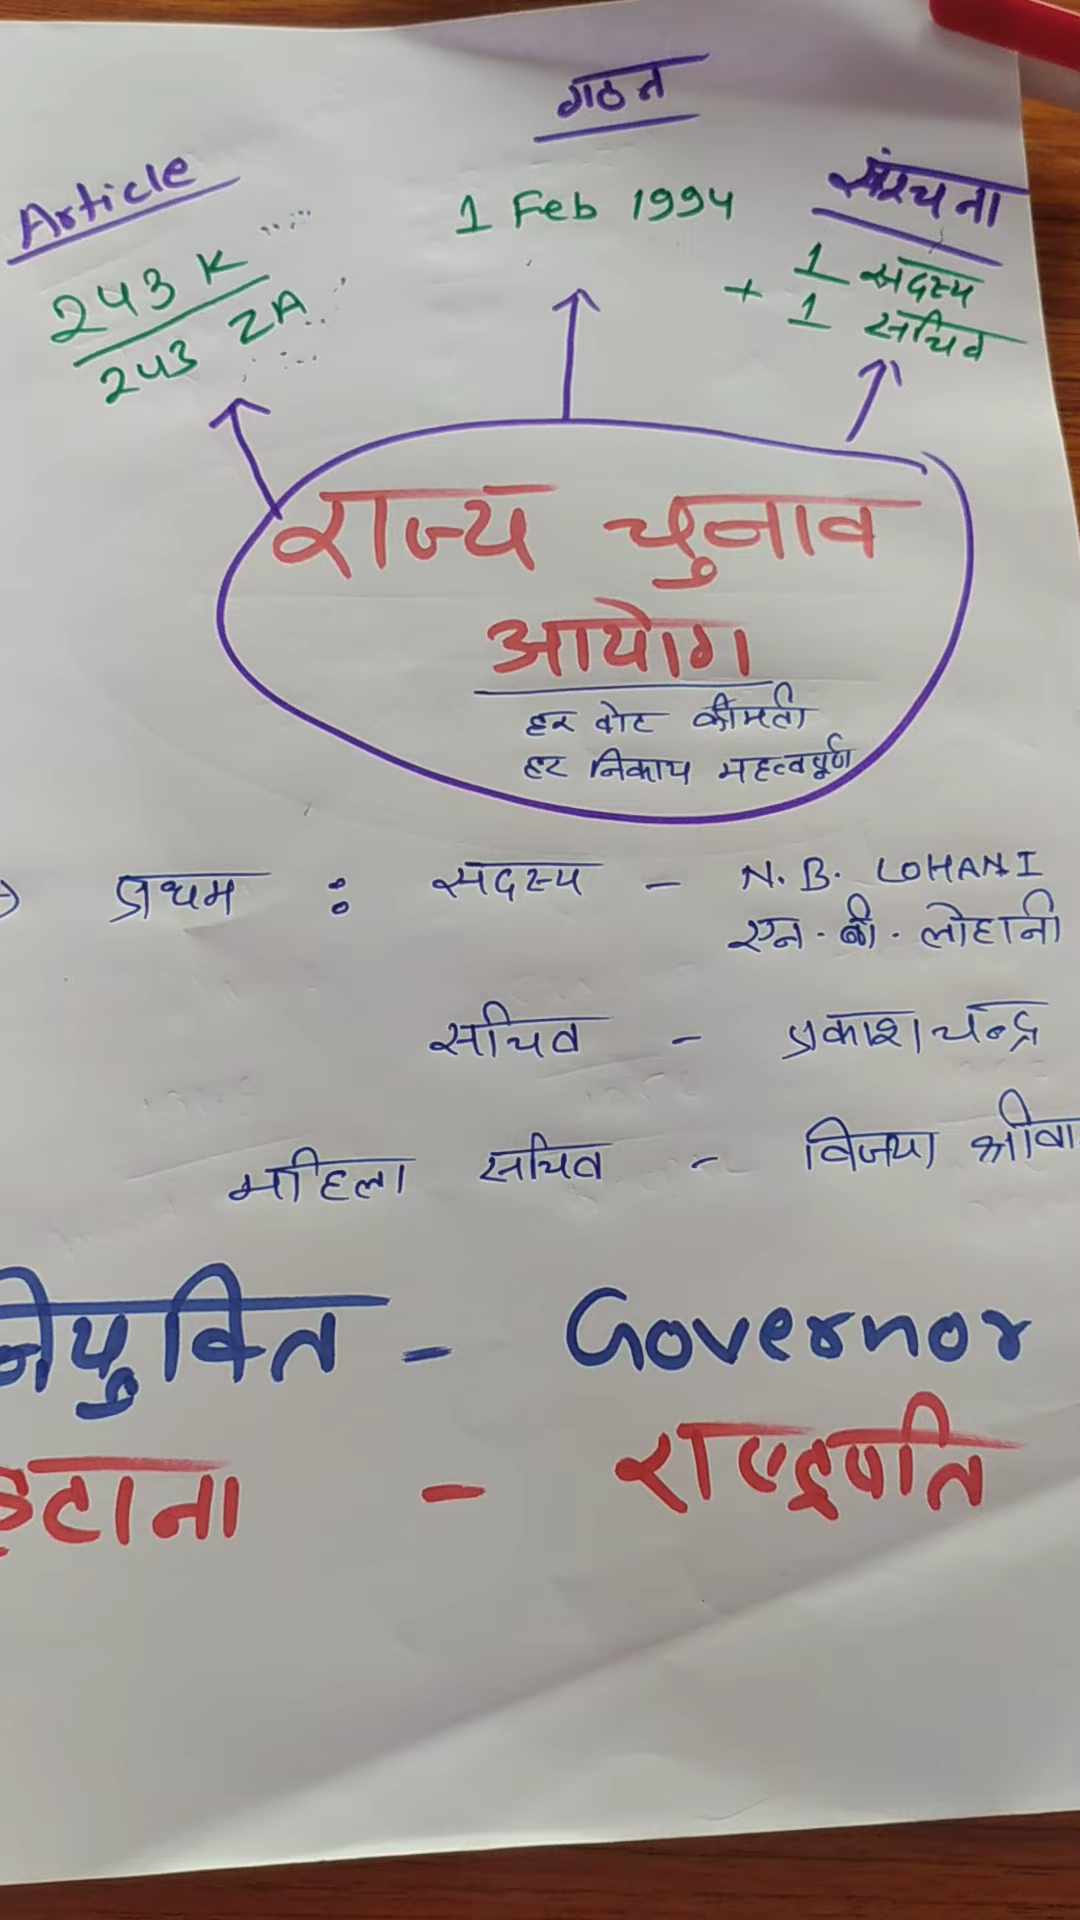 गठन
Article
संरचना
1 Feb 1994
243 K
243 ZA
1 सदस्य
+ 1 सचिव
राज्य चुनाव
आयोग
हर वोट कीमती
हर निकाय महत्वपूर्ण
प्रथम : सदस्य - N. B. LOHANI
एन. बी. लोहानी
सचिव - प्रकाश चन्द्र
महिला सचिव - विजया श्रीवा
नियुक्ति - Governor
हटाना - राष्ट्रपति